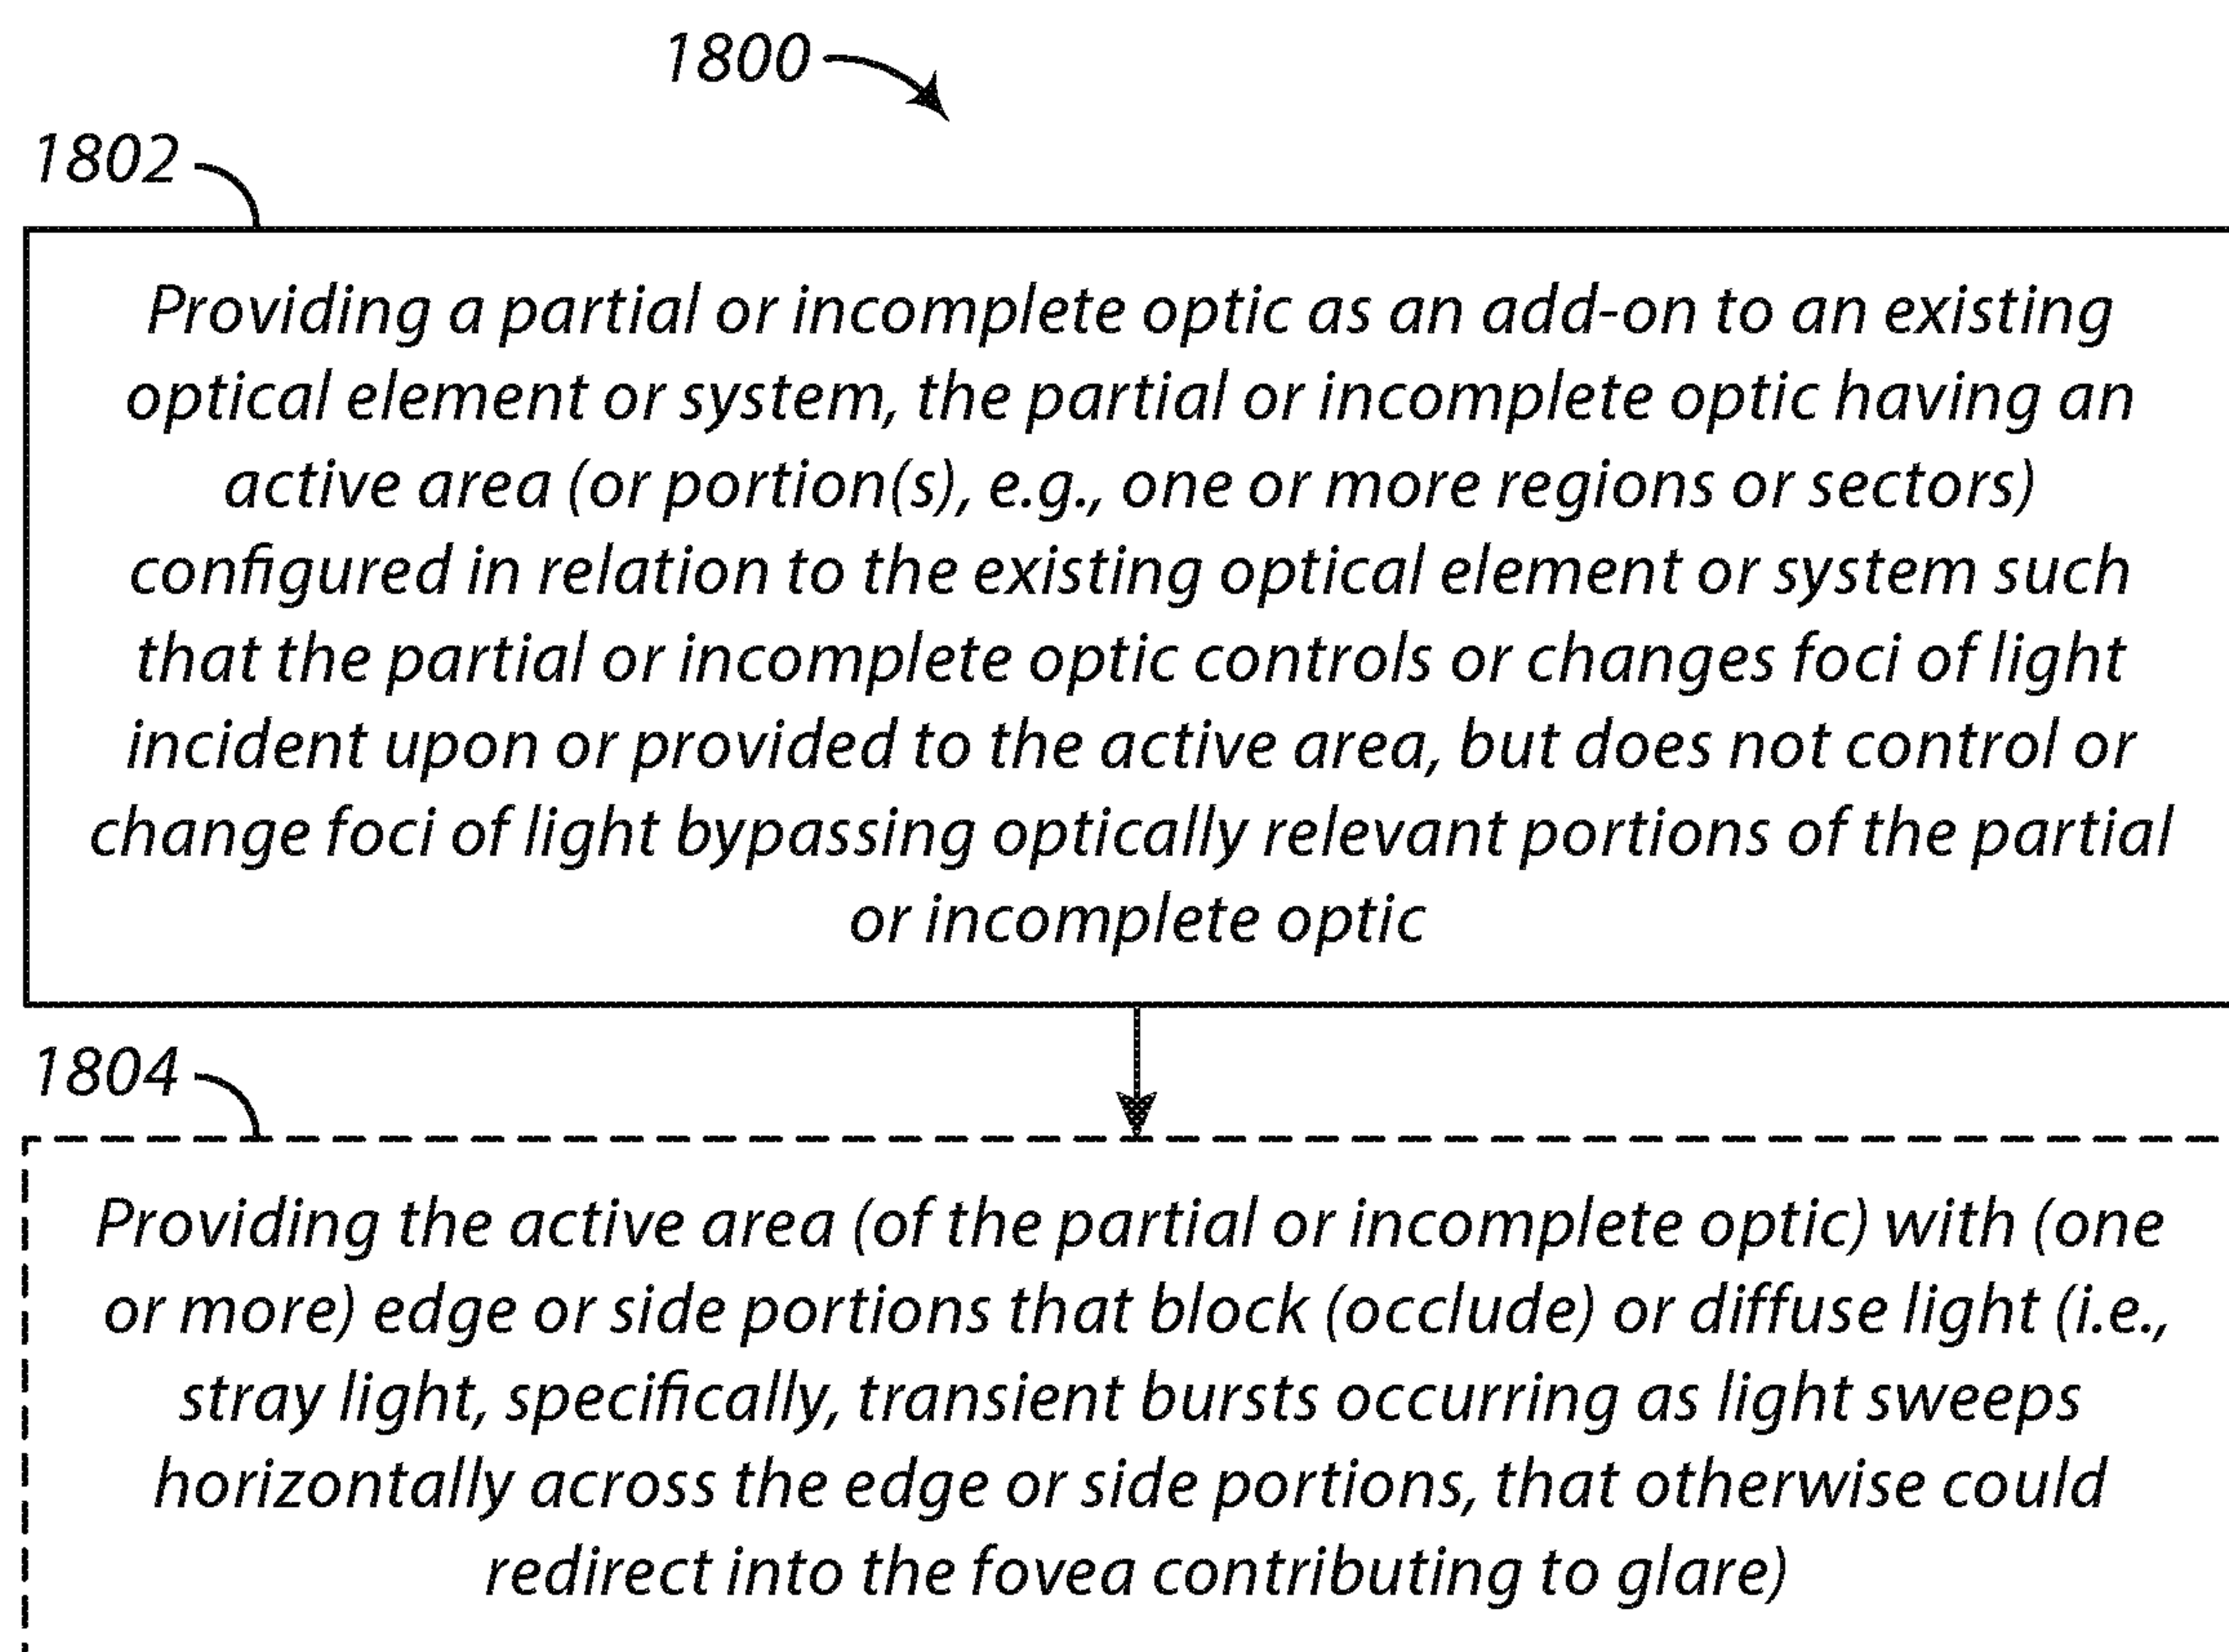 1800
1802
Providing a partial or incomplete optic as an add-on to an existing
optical element or system, the partial or incomplete optic having an
active area (or portion(s), e.g., one or more regions or sectors)
configured in relation to the existing optical element or system such
that the partial or incomplete optic controls or changes foci of light
incident upon or provided to the active area, but does not control or
change foci of light bypassing optically relevant portions of the partial
or incomplete optic
1804
Providing the active area (of the partial or incomplete optic) with (one
or more) edge or side portions that block (occlude) or diffuse light (i.e.,
stray light, specifically, transient bursts occurring as light sweeps
horizontally across the edge or side portions, that otherwise could
redirect into the fovea contributing to glare)